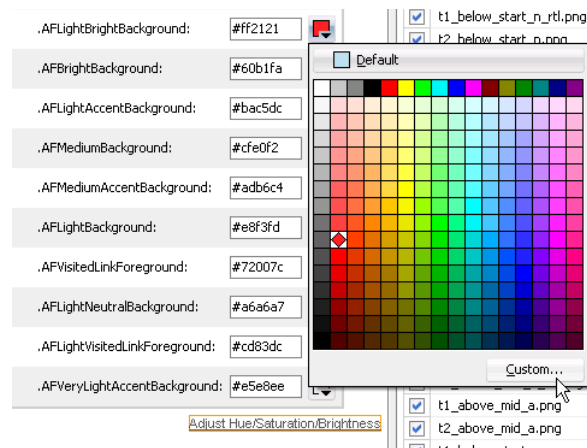 .AFLightBrightBackground: #ff2121
.AFBrightBackground: #60b1fa
.AFLightAccentBackground: #bac5dc
.AFMediumBackground: #cfe0f2
.AFMediumAccentBackground: #adb6c4
.AFLightBackground: #e8f3fd
.AFVisitedLinkForeground: #72007c
.AFLightNeutralBackground: #a6a6a7
.AFLightVisitedLinkForeground: #cd83dc
.AFVeryLightAccentBackground: #e5e8ee
Adjust Hue/Saturation/Brightness
Default
Custom...
t1_below_start_n_rtl.png
t2_below_start_n.png
t1_above_mid_a.png
t2_above_mid_a.png